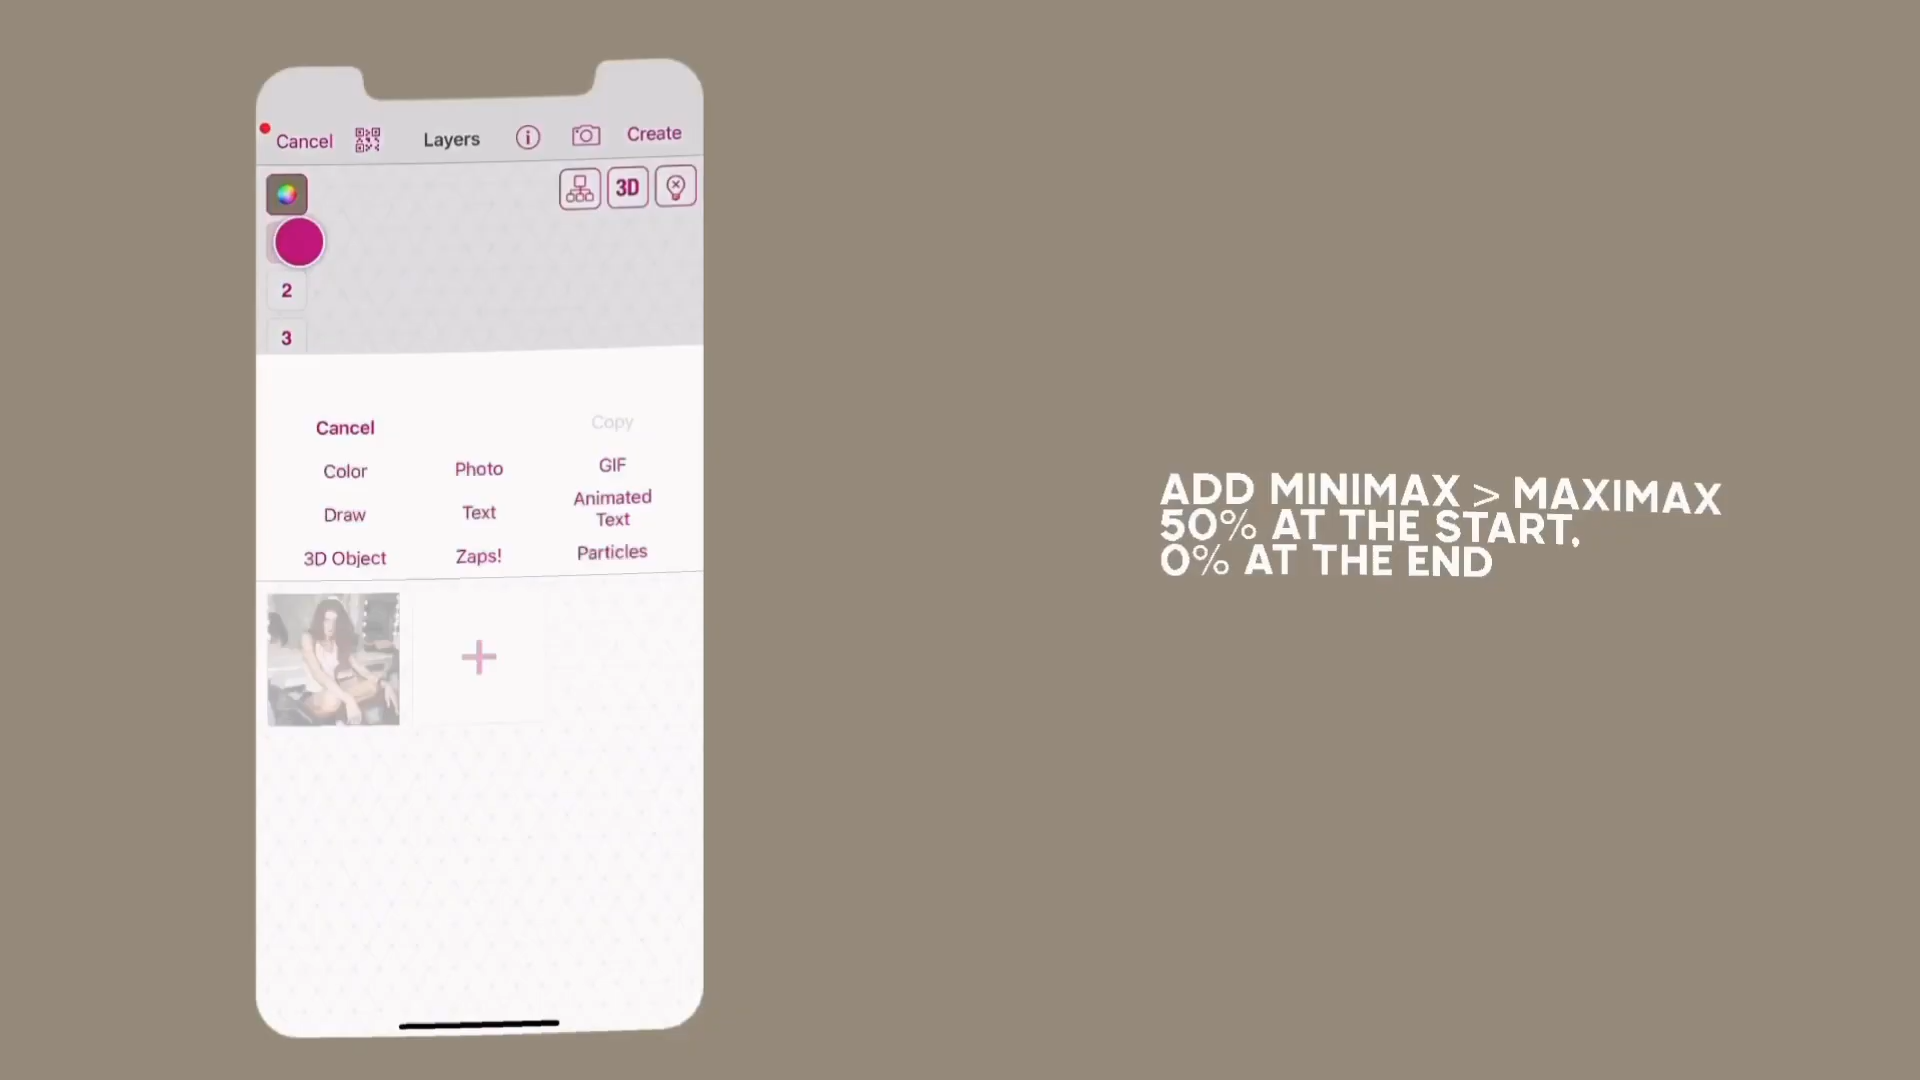 Cancel Layers Create
3D
2
3
Cancel Copy
Color Photo GIF
Draw Text Animated Text
3D Object Zaps! Particles
ADD MINIMAX > MAXIMAX
50% AT THE START,
0% AT THE END